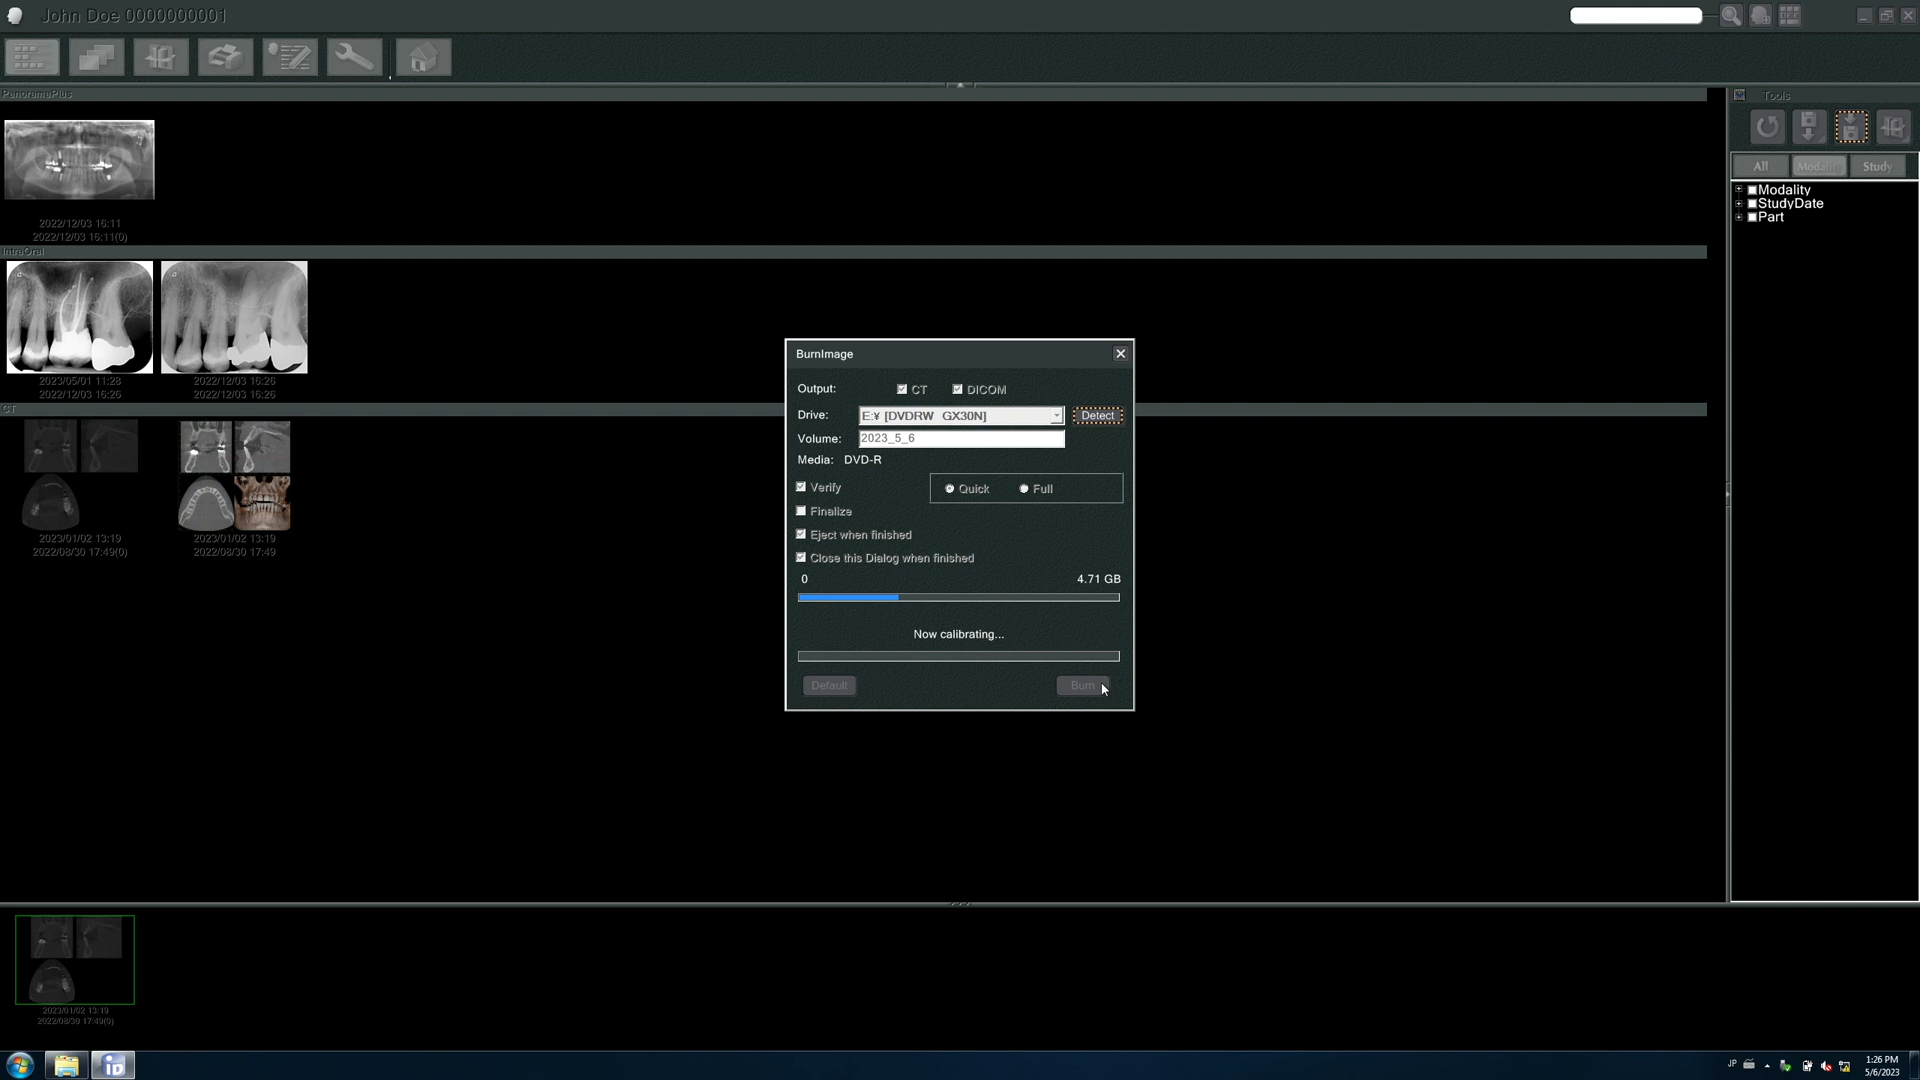 John Doe 0000000001
PanoramaPlus
Tools
All Modality Study
Modality
StudyDate
Part
2022/12/03 16:11
2022/12/03 16:11(0)
IntraOral
2023/05/01 11:28
2022/12/03 16:26
2022/12/03 16:26
2022/12/03 16:26
CT
2023/01/02 13:19
2022/08/30 17:49(0)
2023/01/02 13:19
2022/08/30 17:49
BurnImage
Output: CT DICOM
Drive: E:¥ [DVDRW GX30N] Detect
Volume: 2023_5_6
Media: DVD-R
Verify Quick Full
Finalize
Eject when finished
Close this Dialog when finished
0 4.71 GB
Now calibrating...
Default Burn
2023/01/02 13:19
2022/08/30 17:49(0)
iD
JP 1:26 PM
5/6/2023